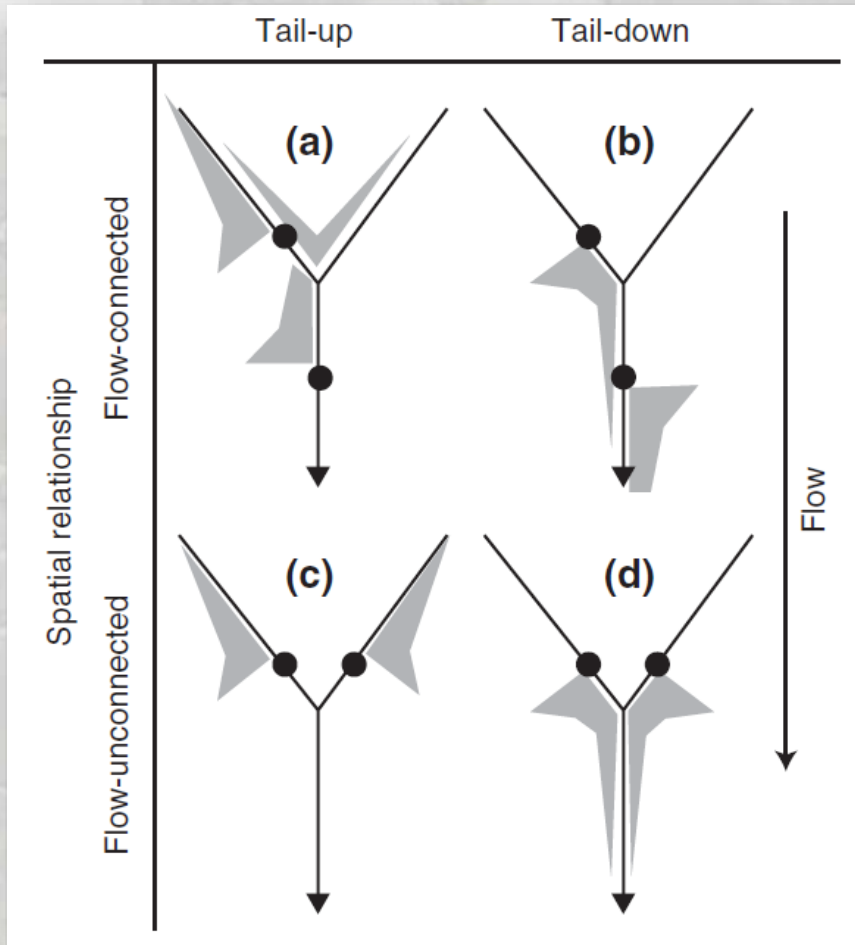 Tail-up
Tail-down
(a)
(b)
Spatial relationship
Flow-connected
Flow-unconnected
Flow
(c)
(d)